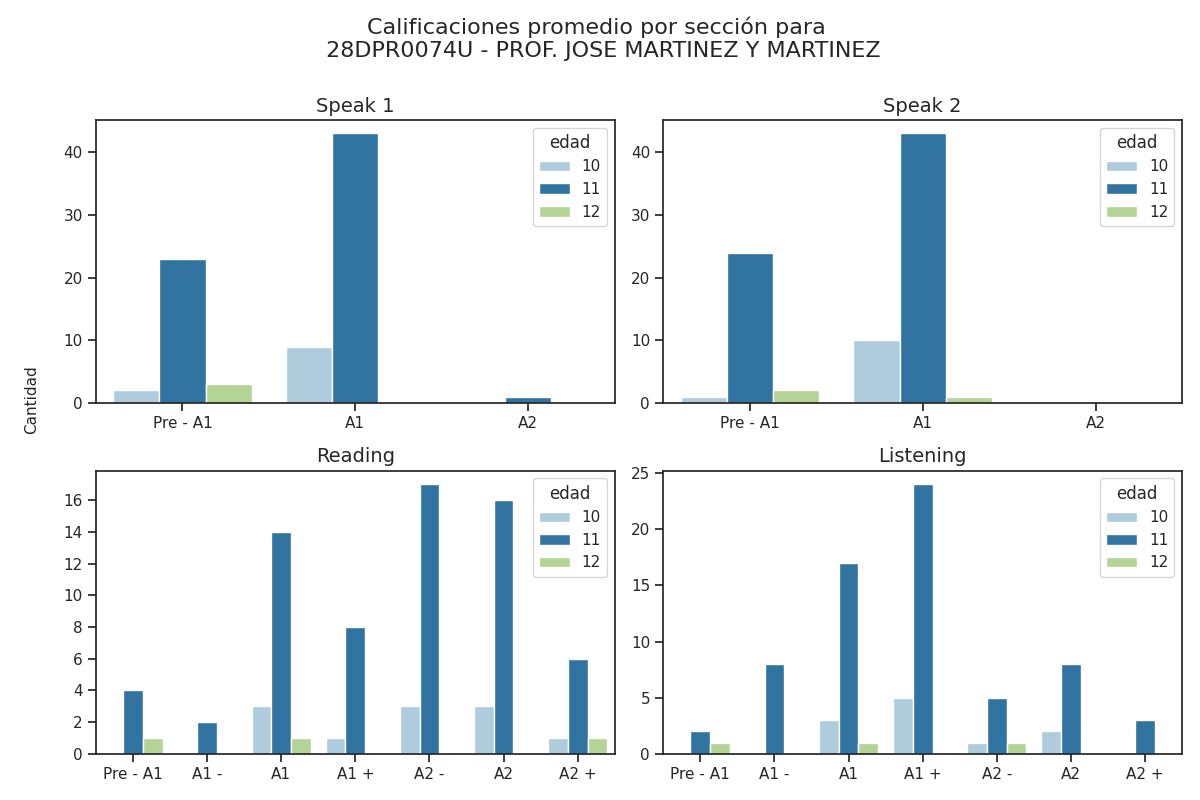 Calificaciones promedio por sección para
28DPR0074U - PROF. JOSE MARTINEZ Y MARTINEZ
Speak 1
40
30
20
10
0
Pre - A1 A1 A2
edad
10
11
12
Speak 2
40
30
20
10
0
Pre - A1 A1 A2
edad
10
11
12
Cantidad
Reading
16
14
12
10
8
6
4
2
0
Pre - A1 A1 - A1 A1 + A2 - A2 A2 +
edad
10
11
12
Listening
25
20
15
10
5
0
Pre - A1 A1 - A1 A1 + A2 - A2 A2 +
edad
10
11
12